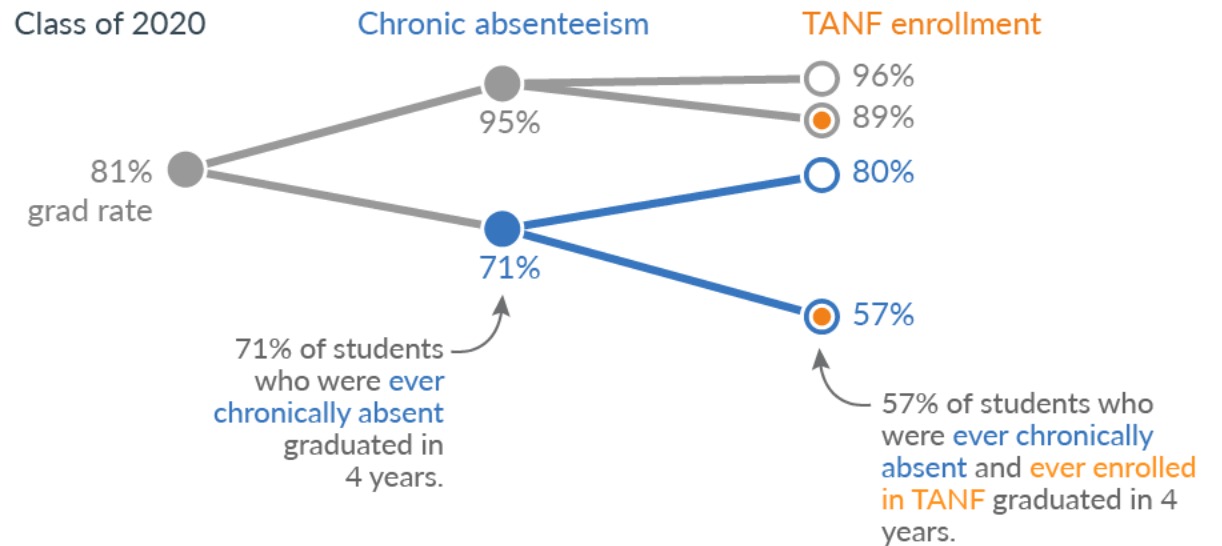 Class of 2020
Chronic absenteeism
TANF enrollment
81%
grad rate
95%
71%
96%
89%
80%
57%
71% of students
who were ever
chronically absent
graduated in
4 years.
57% of students who
were ever chronically
absent and ever enrolled
in TANF graduated in 4
years.